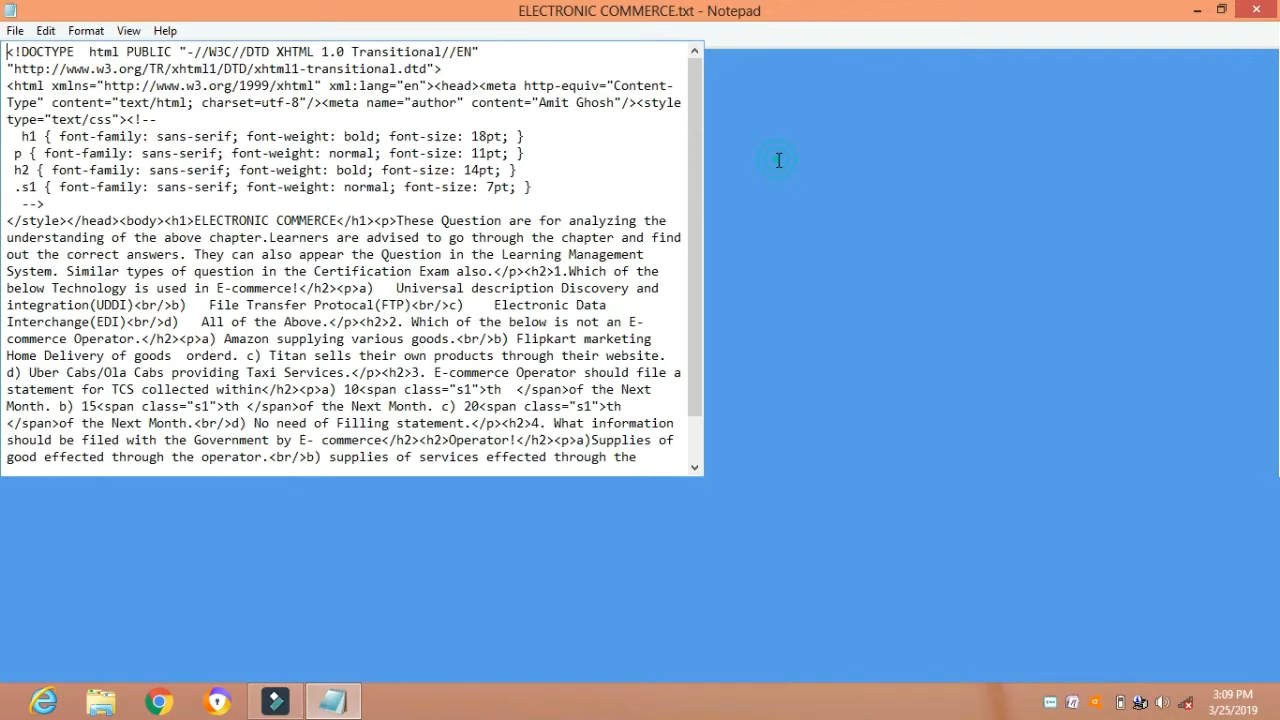 ELECTRONIC COMMERCE.txt - Notepad
File Edit Format View Help
<!DOCTYPE  html PUBLIC "-//W3C//DTD XHTML 1.0 Transitional//EN"
"http://www.w3.org/TR/xhtml1/DTD/xhtml1-transitional.dtd">
<html xmlns="http://www.w3.org/1999/xhtml" xml:lang="en"><head><meta http-equiv="Content-
Type" content="text/html; charset=utf-8"/><meta name="author" content="Amit Ghosh"/><style
type="text/css"><!--
h1 { font-family: sans-serif; font-weight: bold; font-size: 18pt; }
p { font-family: sans-serif; font-weight: normal; font-size: 11pt; }
h2 { font-family: sans-serif; font-weight: bold; font-size: 14pt; }
.s1 { font-family: sans-serif; font-weight: normal; font-size: 7pt; }
-->
</style></head><body><h1>ELECTRONIC COMMERCE</h1><p>These Question are for analyzing the
understanding of the above chapter.Learners are advised to go through the chapter and find
out the correct answers. They can also appear the Question in the Learning Management
System. Similar types of question in the Certification Exam also.</p><h2>1.Which of the
below Technology is used in E-commerce!</h2><p>a)   Universal description Discovery and
integration(UDDI)<br/>b)   File Transfer Protocal(FTP)<br/>c)    Electronic Data
Interchange(EDI)<br/>d)   All of the Above.</p><h2>2. Which of the below is not an E-
commerce Operator.</h2><p>a) Amazon supplying various goods.<br/>b) Flipkart marketing
Home Delivery of goods  orderd. c) Titan sells their own products through their website.
d) Uber Cabs/Ola Cabs providing Taxi Services.</p><h2>3. E-commerce Operator should file a
statement for TCS collected within</h2><p>a) 10<span class="s1">th  </span>of the Next
Month. b) 15<span class="s1">th </span>of the Next Month. c) 20<span class="s1">th
</span>of the Next Month.<br/>d) No need of Filling statement.</p><h2>4. What information
should be filed with the Government by E- commerce</h2><h2>Operator!</h2><p>a)Supplies of
good effected through the operator.<br/>b) supplies of services effected through the
3:09 PM
3/25/2019